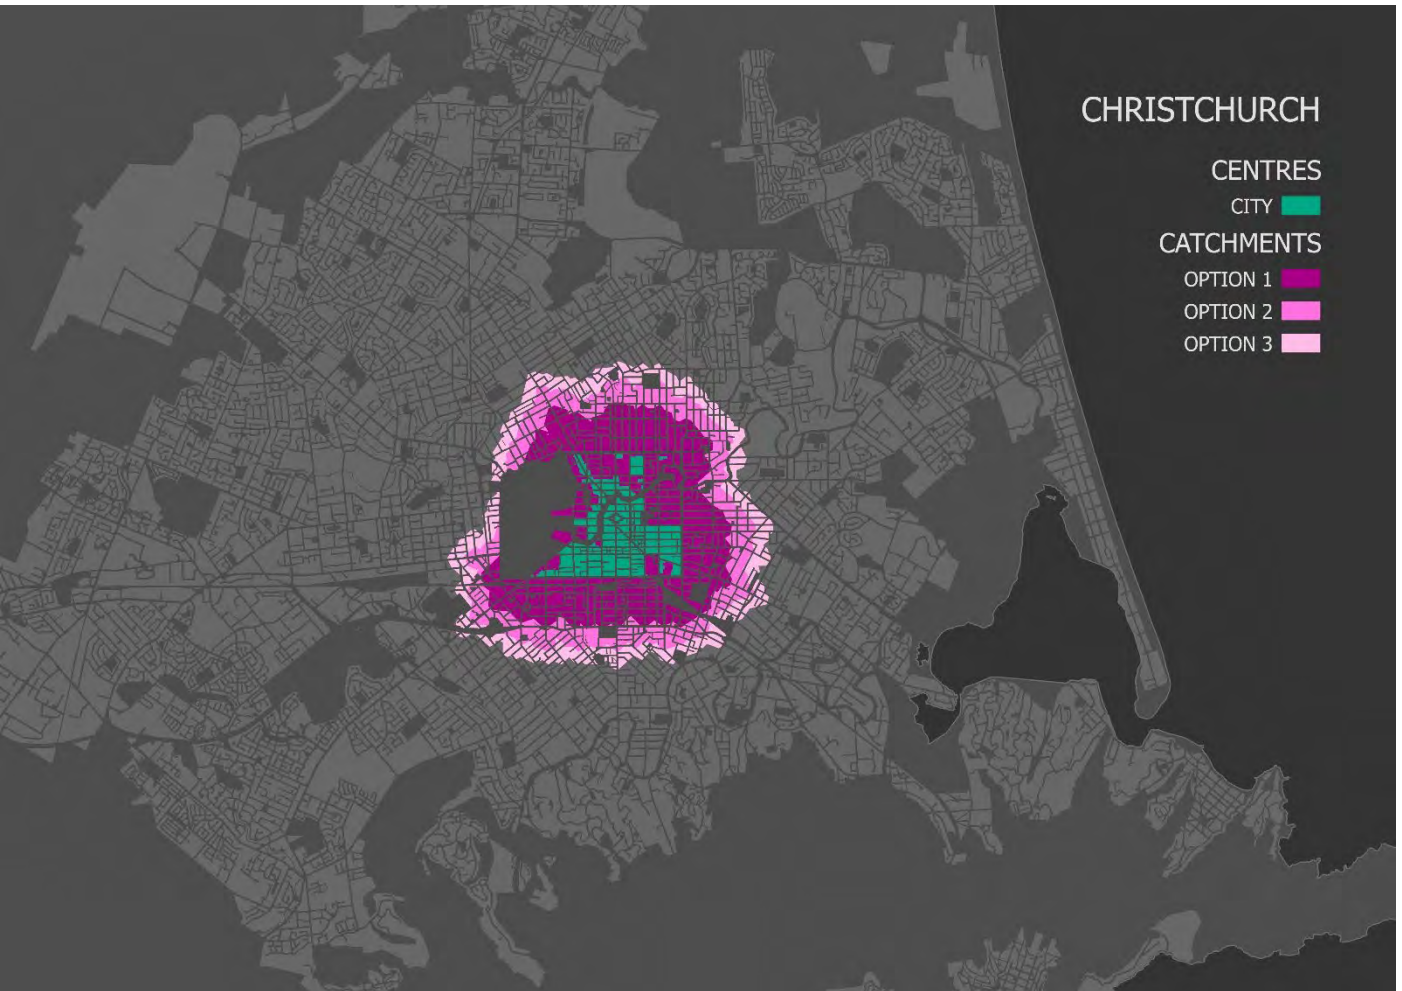 CHRISTCHURCH
CENTRES
CITY
CATCHMENTS
OPTION 1
OPTION 2
OPTION 3